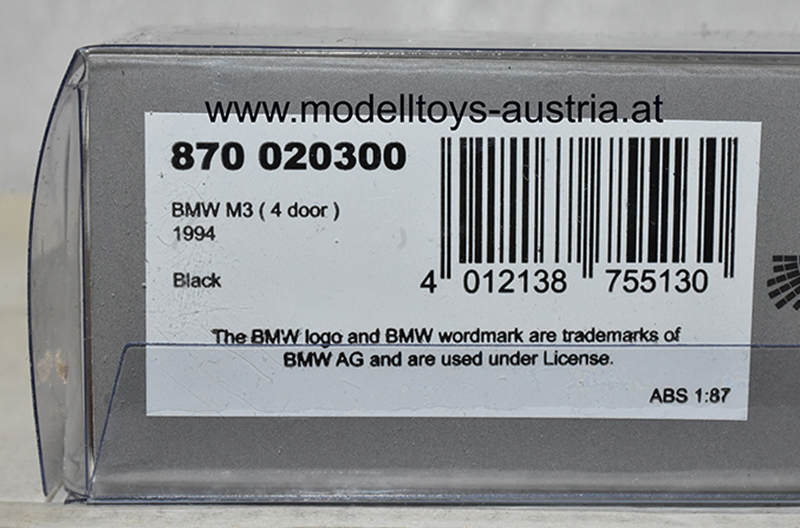 www.modelltoys-austria.at
870 020300
BMW M3 ( 4 door )
1994
Black
4 012138 755130
The BMW logo and BMW wordmark are trademarks of
BMW AG and are used under License.
ABS 1:87